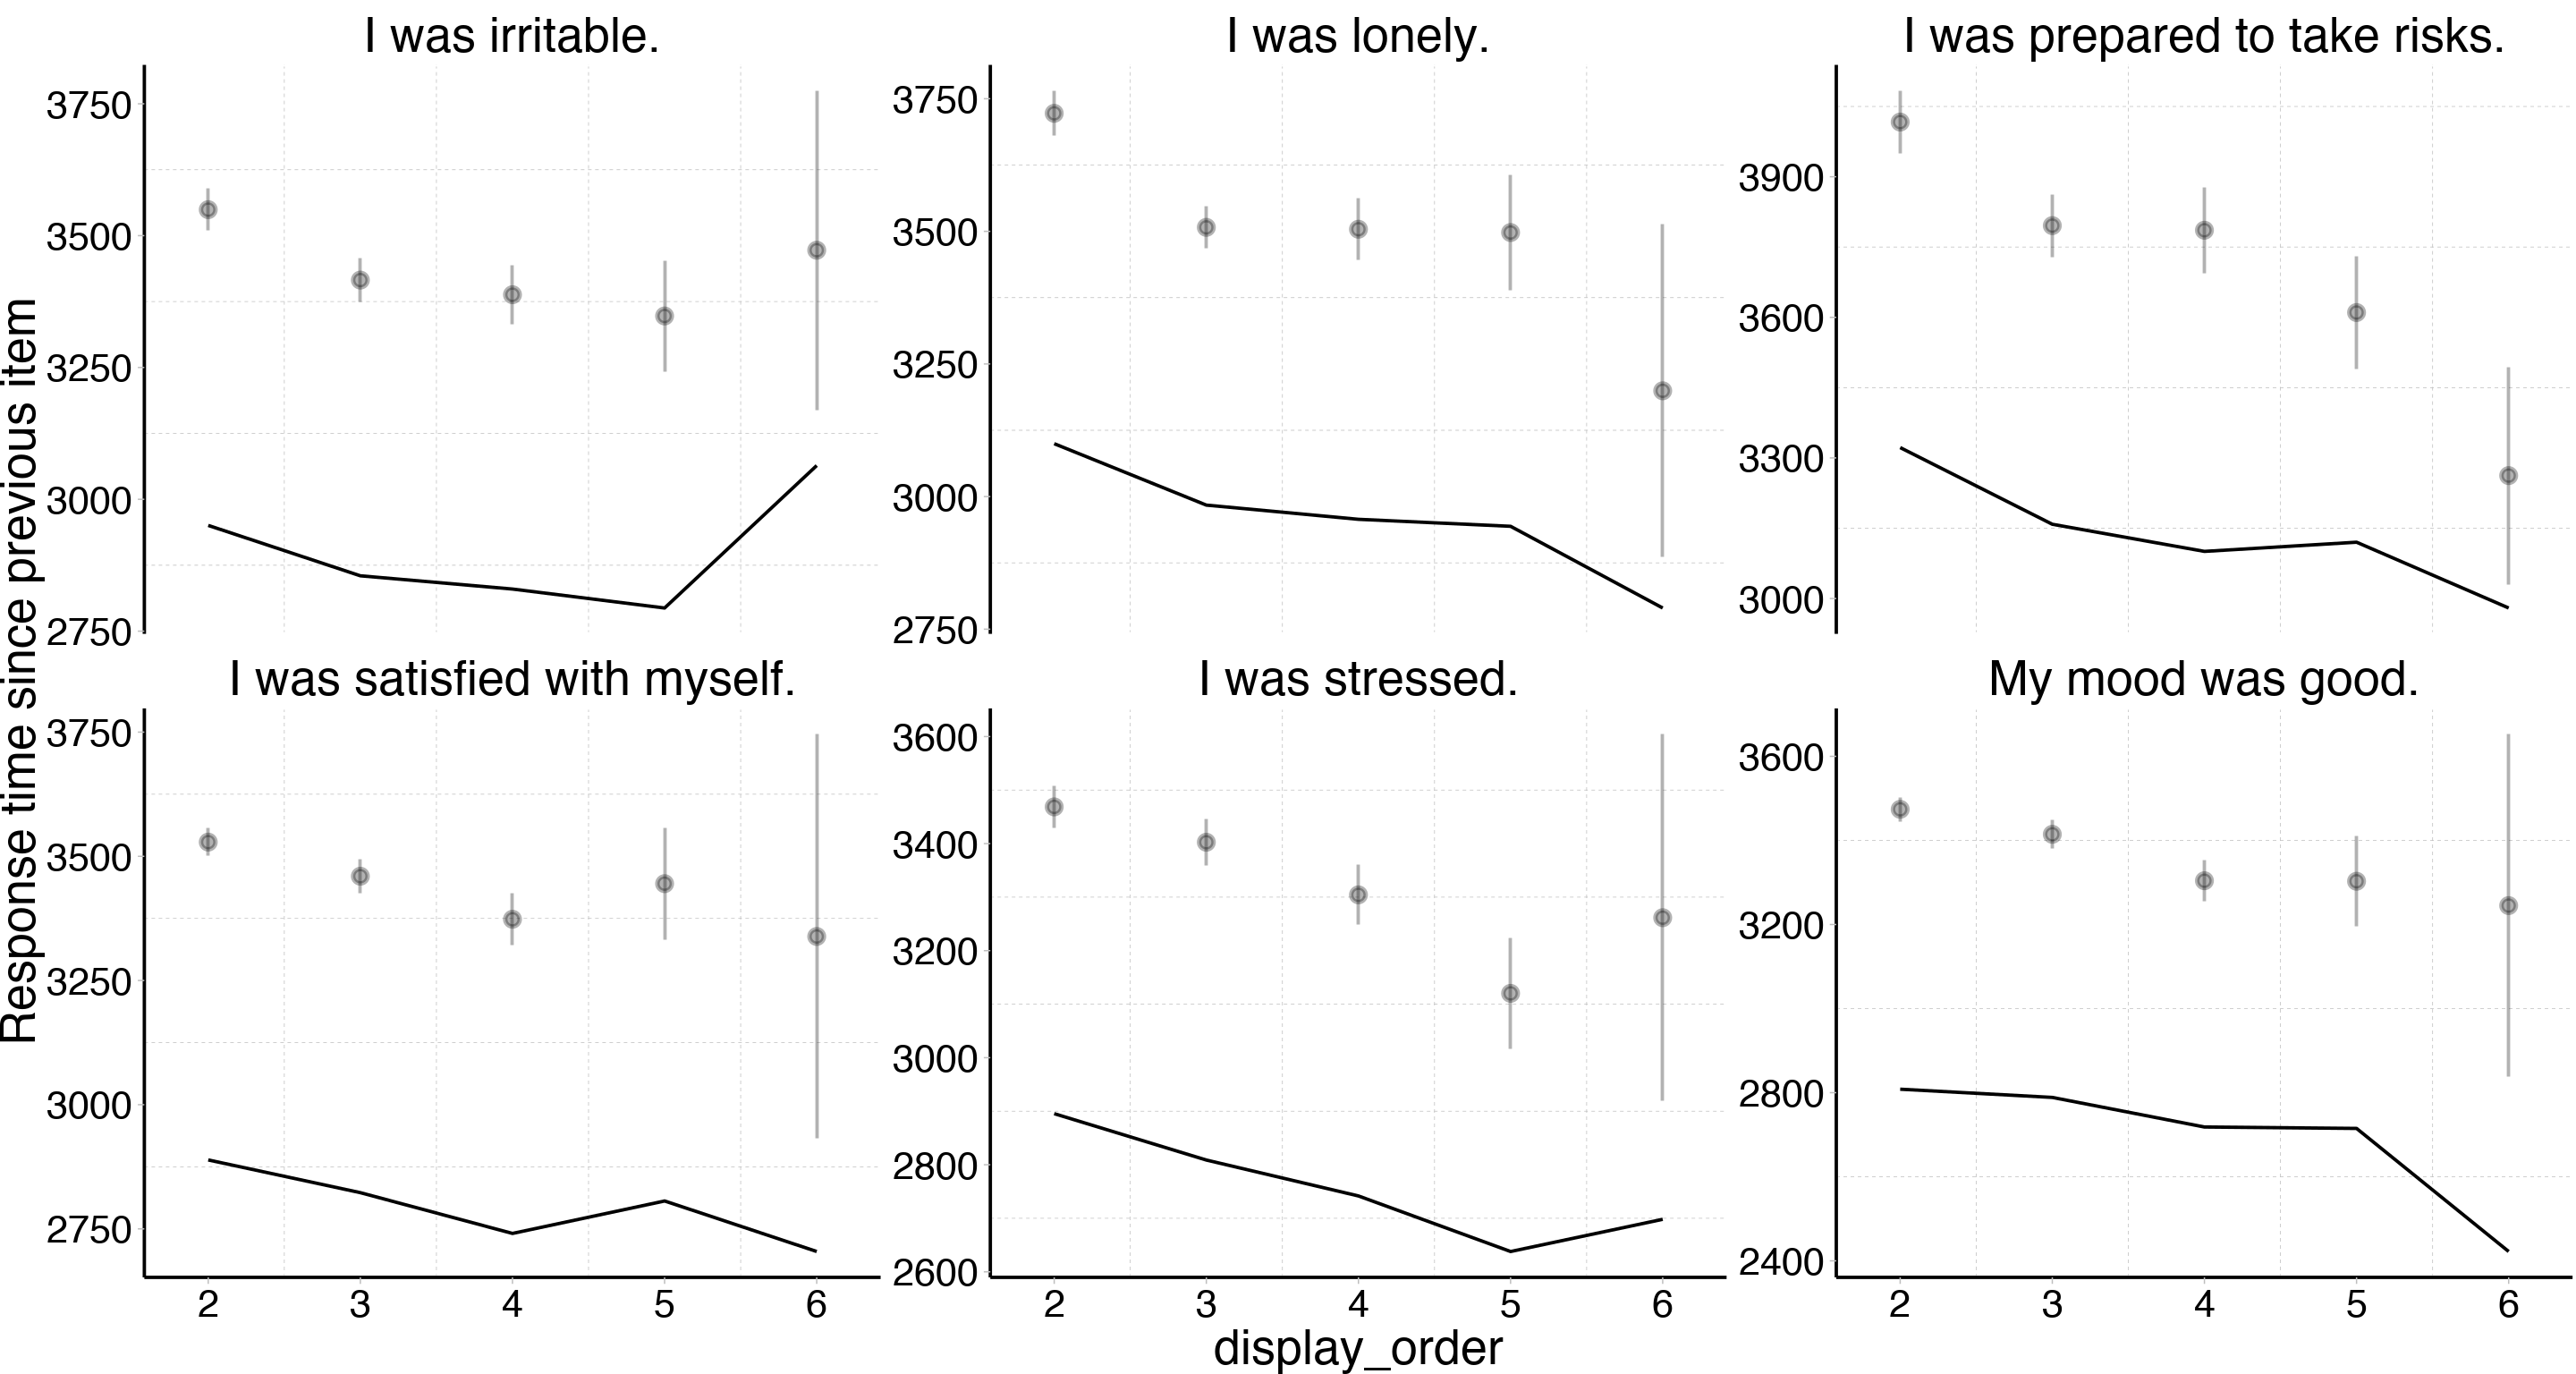 I was irritable.
I was lonely.
I was prepared to take risks.
3750
3500
3250
3000
2750
3750
3500
3250
3000
2750
3900
3600
3300
3000
I was satisfied with myself.
I was stressed.
My mood was good.
3750
3500
3250
3000
2750
3600
3400
3200
3000
2800
2600
3600
3200
2800
2400
2 3 4 5 6
2 3 4 5 6
2 3 4 5 6
display_order
Response time since previous item